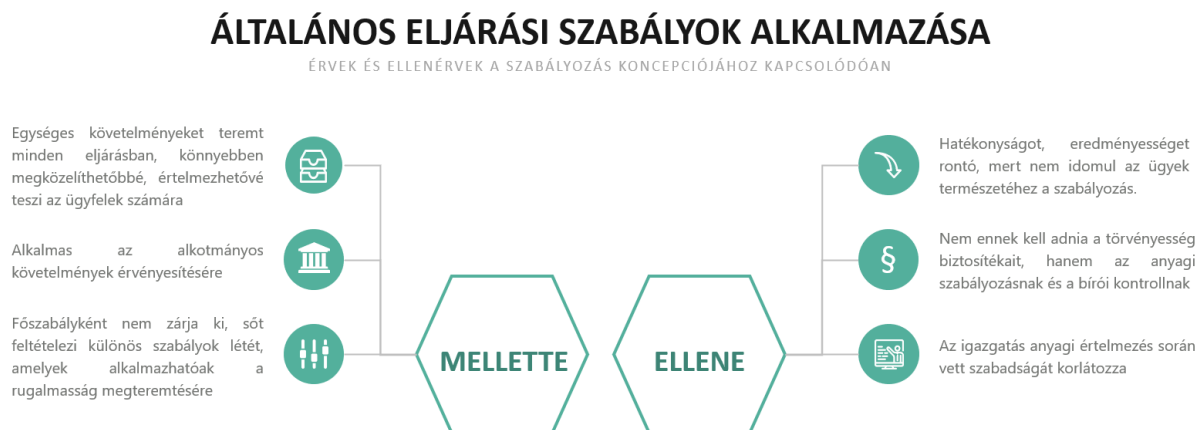 ÁLTALÁNOS ELJÁRÁSI SZABÁLYOK ALKALMAZÁSA
ÉRVEK ÉS ELLENÉRVEK A SZABÁLYOZÁS KONCEPCIÓJÁHOZ KAPCSOLÓDÓAN
Egységes követelményeket teremt
minden eljárásban, könnyebben
megközelíthetőbbé, értelmezhetővé
teszi az ügyfelek számára
Alkalmas az alkotmányos
követelmények érvényesítésére
Főszabályként nem zárja ki, sőt
feltételezi különös szabályok létét,
amelyek alkalmazhatóak a
rugalmasság megteremtésére
MELLETTE
ELLENE
Hatékonyságot, eredményességet
rontó, mert nem idomul az ügyek
természetéhez a szabályozás.
§
Nem ennek kell adnia a törvényesség
biztosítékait, hanem az anyagi
szabályozásnak és a bírói kontrollnak
Az igazgatás anyagi értelmezés során
vett szabadságát korlátozza